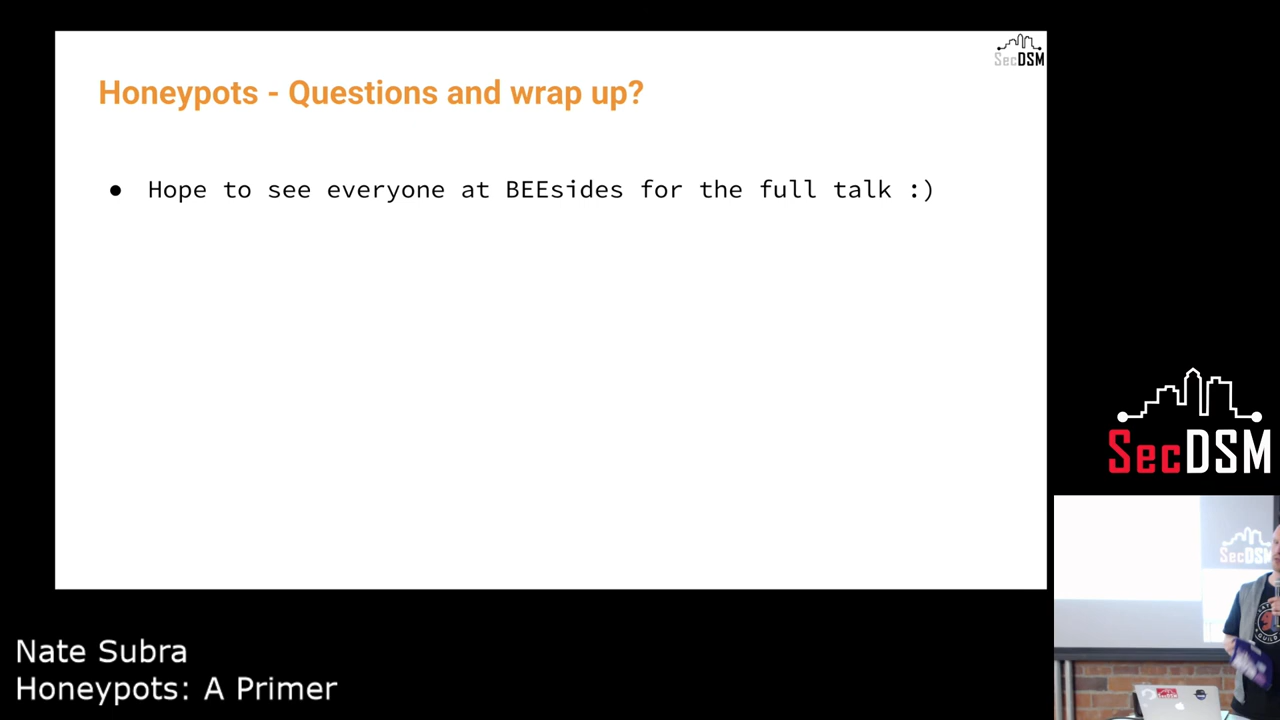 SecDSM
Honeypots - Questions and wrap up?
● Hope to see everyone at BEEsides for the full talk :)
SecDSM
SecDSM
Nate Subra
Honeypots: A Primer